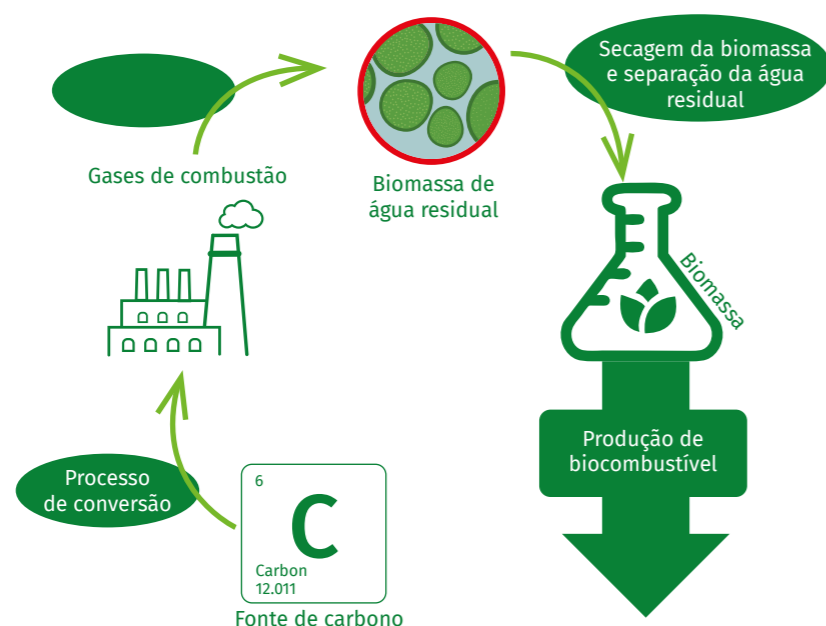 Secagem da biomassa
e separação da água
residual
Gases de combustão
Biomassa de
água residual
Biomassa
Produção de
biocombustível
Processo
de conversão
6
C
Carbon
12.011
Fonte de carbono